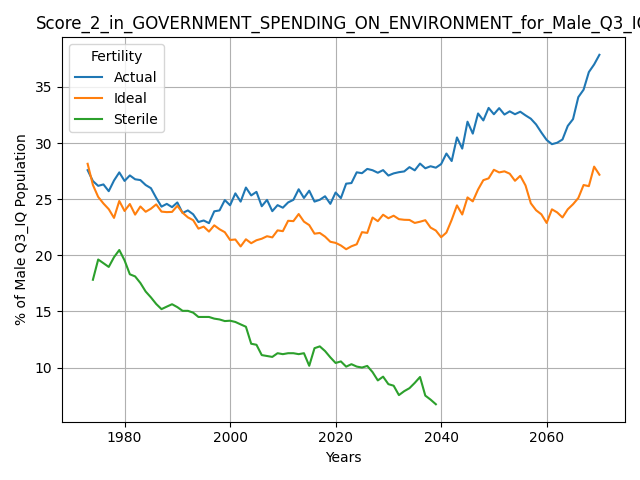 Score_2_in_GOVERNMENT_SPENDING_ON_ENVIRONMENT_for_Male_Q3_IQ
Fertility
Actual
Ideal
Sterile
35
30
25
20
15
10
% of Male Q3_IQ Population
1980
2000
2020
2040
2060
Years